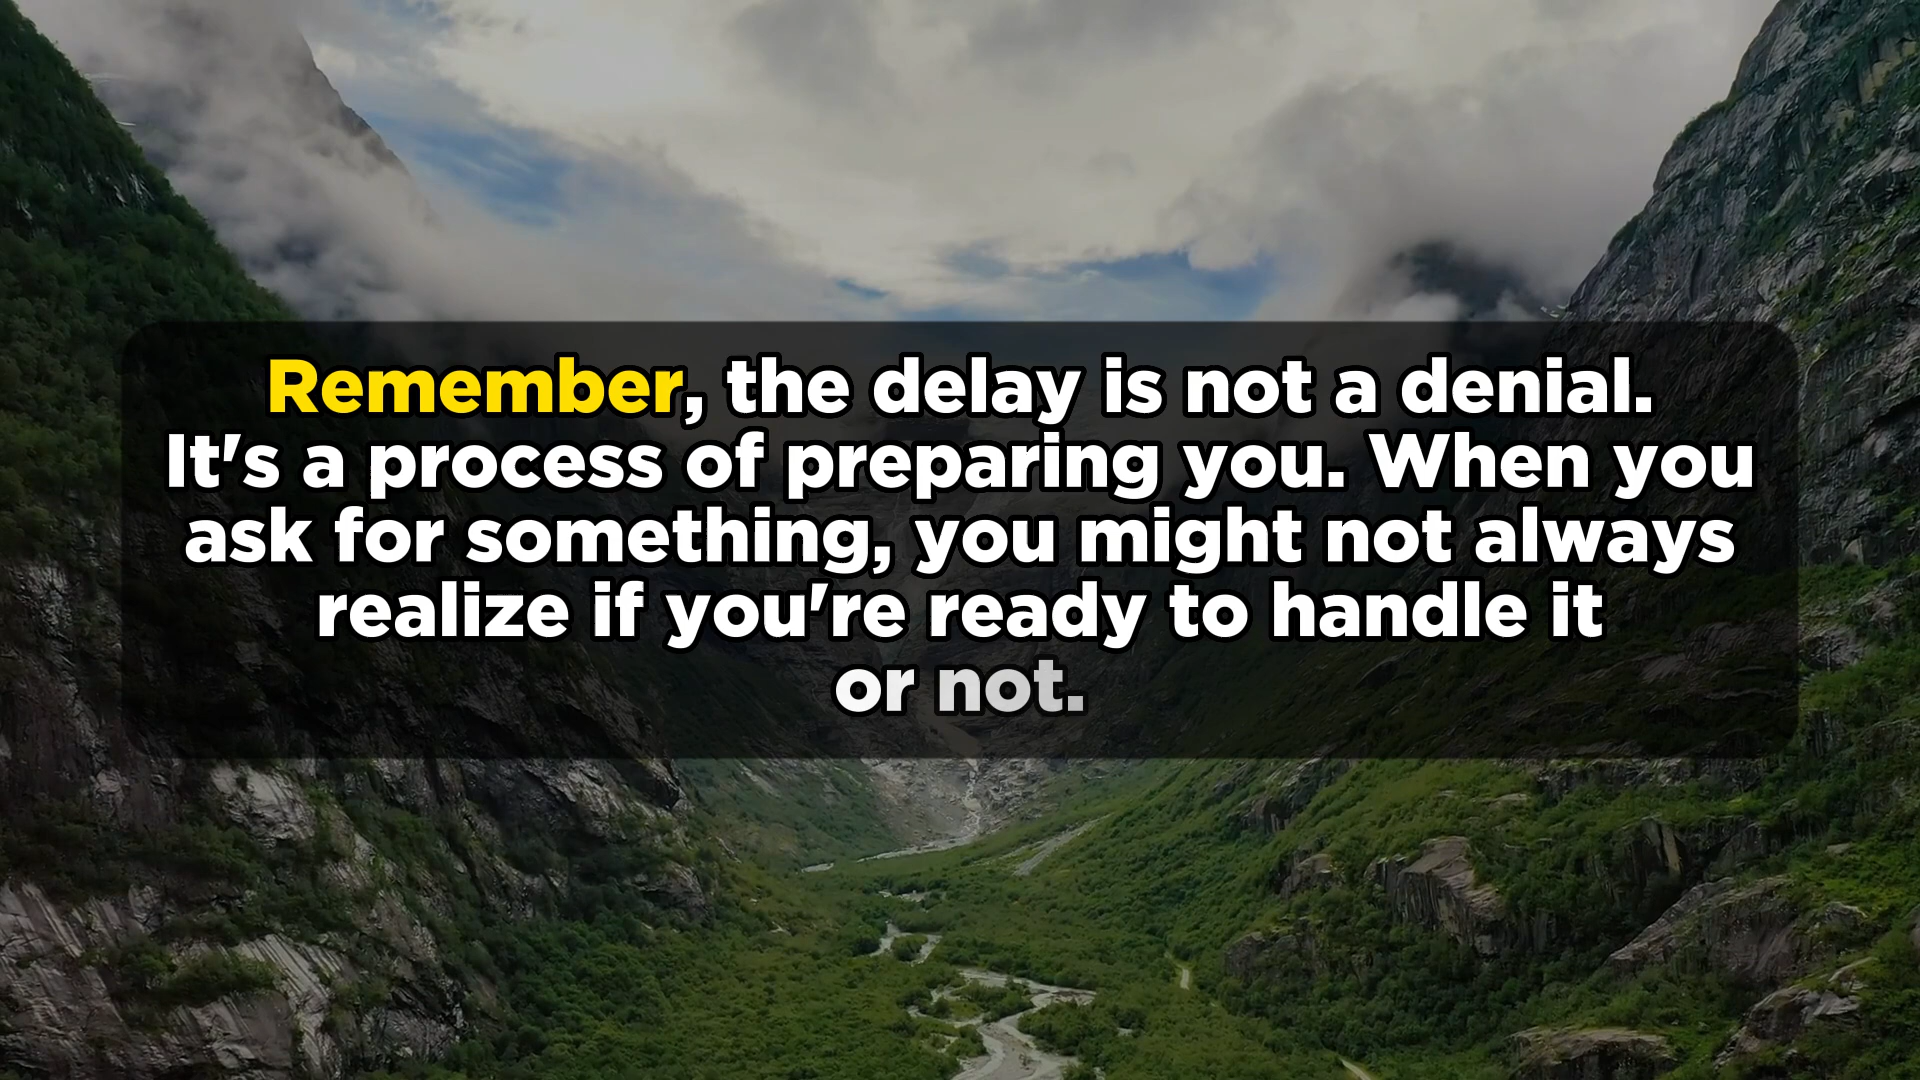 Remember, the delay is not a denial.
It's a process of preparing you. When you
ask for something, you might not always
realize if you're ready to handle it
or not.